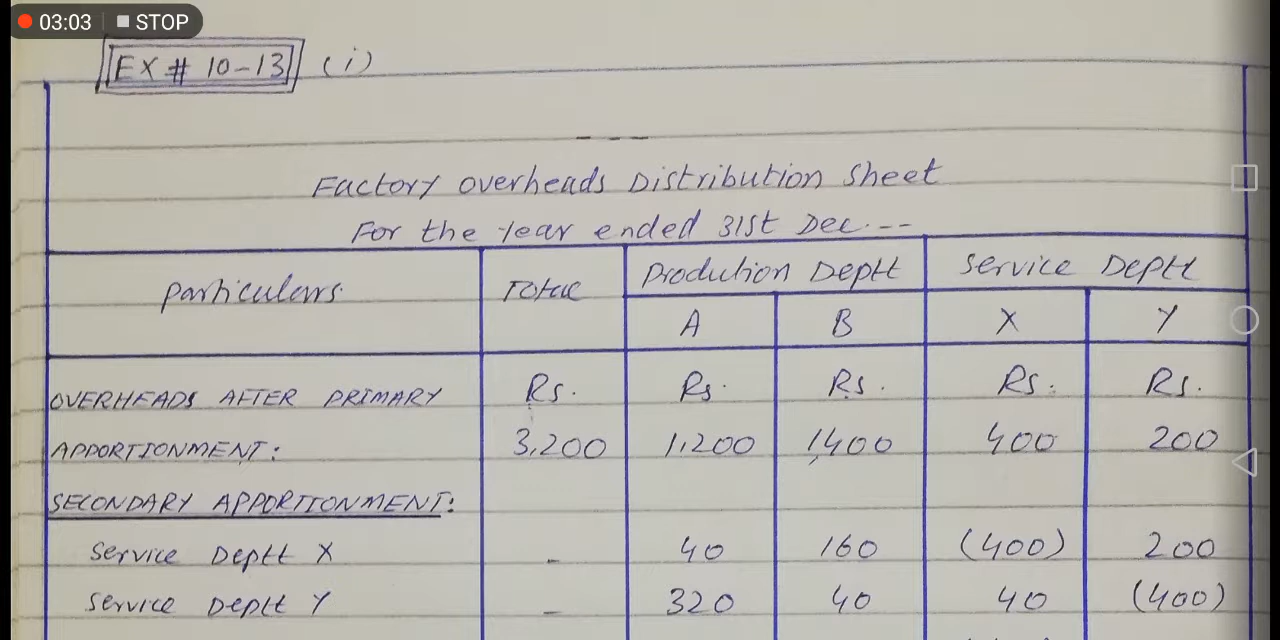 03:03 STOP
EX # 10-13 (i)
Factory overheads Distribution Sheet
For the Year ended 31st Dec.--
Particulars Total Prodution Deptt Service Deptt
A B X Y
OVERHEADS AFTER PRIMARY Rs. Rs. Rs. Rs. Rs.
APPORTIONMENT: 3,200 1,200 1,400 400 200
SECONDARY APPORTIONMENT:
Service Deptt X - 40 160 (400) 200
Service Deptt Y - 320 40 40 (400)